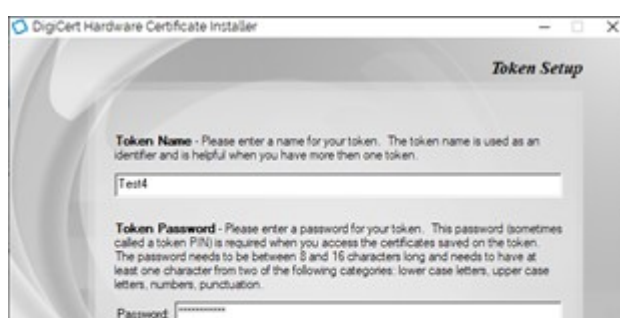 DigiCert Hardware Certificate Installer
Token Setup
Token Name - Please enter a name for your token. The token name is used as an
identifier and is helpful when you have more then one token.
Test4
Token Password - Please enter a password for your token. This password (sometimes
called a token PIN) is required when you access the certificates saved on the token.
The password needs to be between 8 and 16 characters long and needs to have at
least one character from two of the following categories: lower case letters, upper case
letters, numbers, punctuation.
Password: